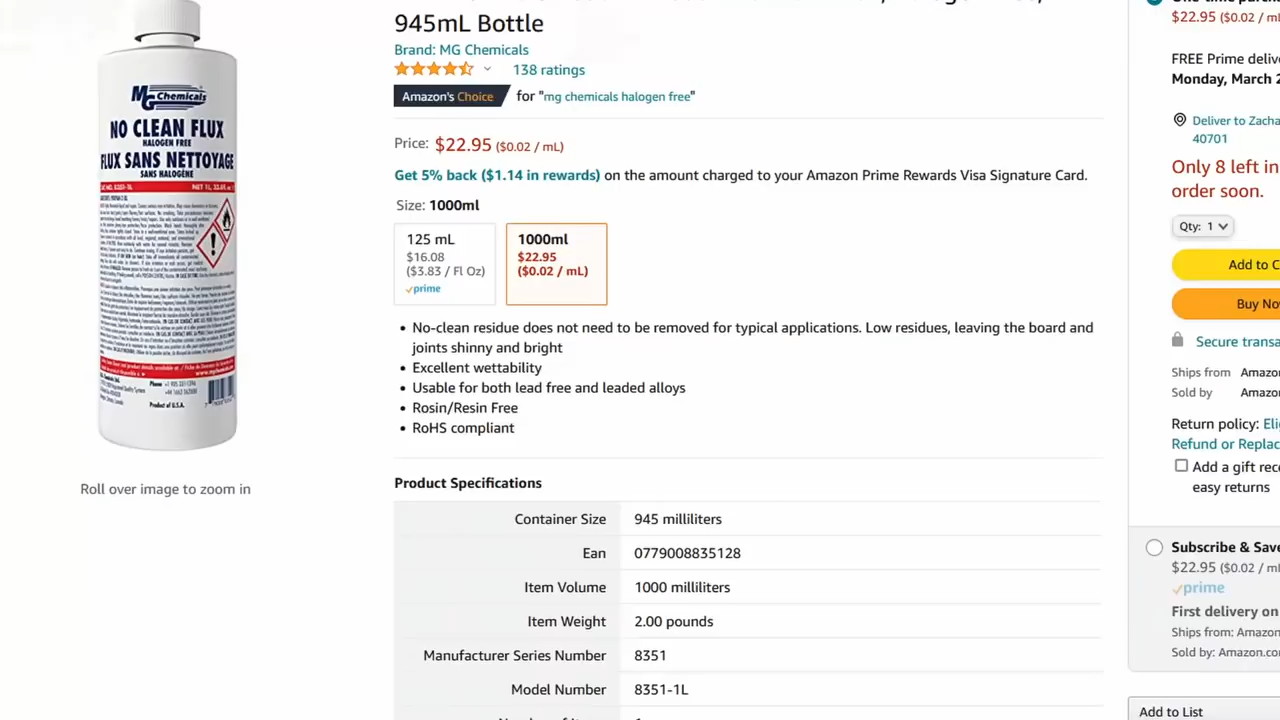 945mL Bottle
Brand: MG Chemicals
138 ratings
Amazon's Choice for "mg chemicals halogen free"
Price: $22.95 ($0.02 / mL)
Get 5% back ($1.14 in rewards) on the amount charged to your Amazon Prime Rewards Visa Signature Card.
Size: 1000ml
125 mL
$16.08
($3.83 / Fl Oz)
prime
1000ml
$22.95
($0.02 / mL)
• No-clean residue does not need to be removed for typical applications. Low residues, leaving the board and
joints shinny and bright
• Excellent wettability
• Usable for both lead free and leaded alloys
• Rosin/Resin Free
• RoHS compliant
Product Specifications
Container Size 945 milliliters
Ean 0779008835128
Item Volume 1000 milliliters
Item Weight 2.00 pounds
Manufacturer Series Number 8351
Model Number 8351-1L
MG Chemicals
NO CLEAN FLUX
HALOGEN FREE
FLUX SANS NETTOYAGE
SANS HALOGÈNE
Product of U.S.A.
Roll over image to zoom in
$22.95 ($0.02 / mL
FREE Prime delive
Monday, March 2
Deliver to Zacha
40701
Only 8 left in
order soon.
Qty: 1
Add to C
Buy No
Secure transa
Ships from Amazo
Sold by Amazo
Return policy: Eli
Refund or Replac
Add a gift rece
easy returns
Subscribe & Save
$22.95 ($0.02 / mL
prime
First delivery on
Ships from: Amazon
Sold by: Amazon.co
Add to List